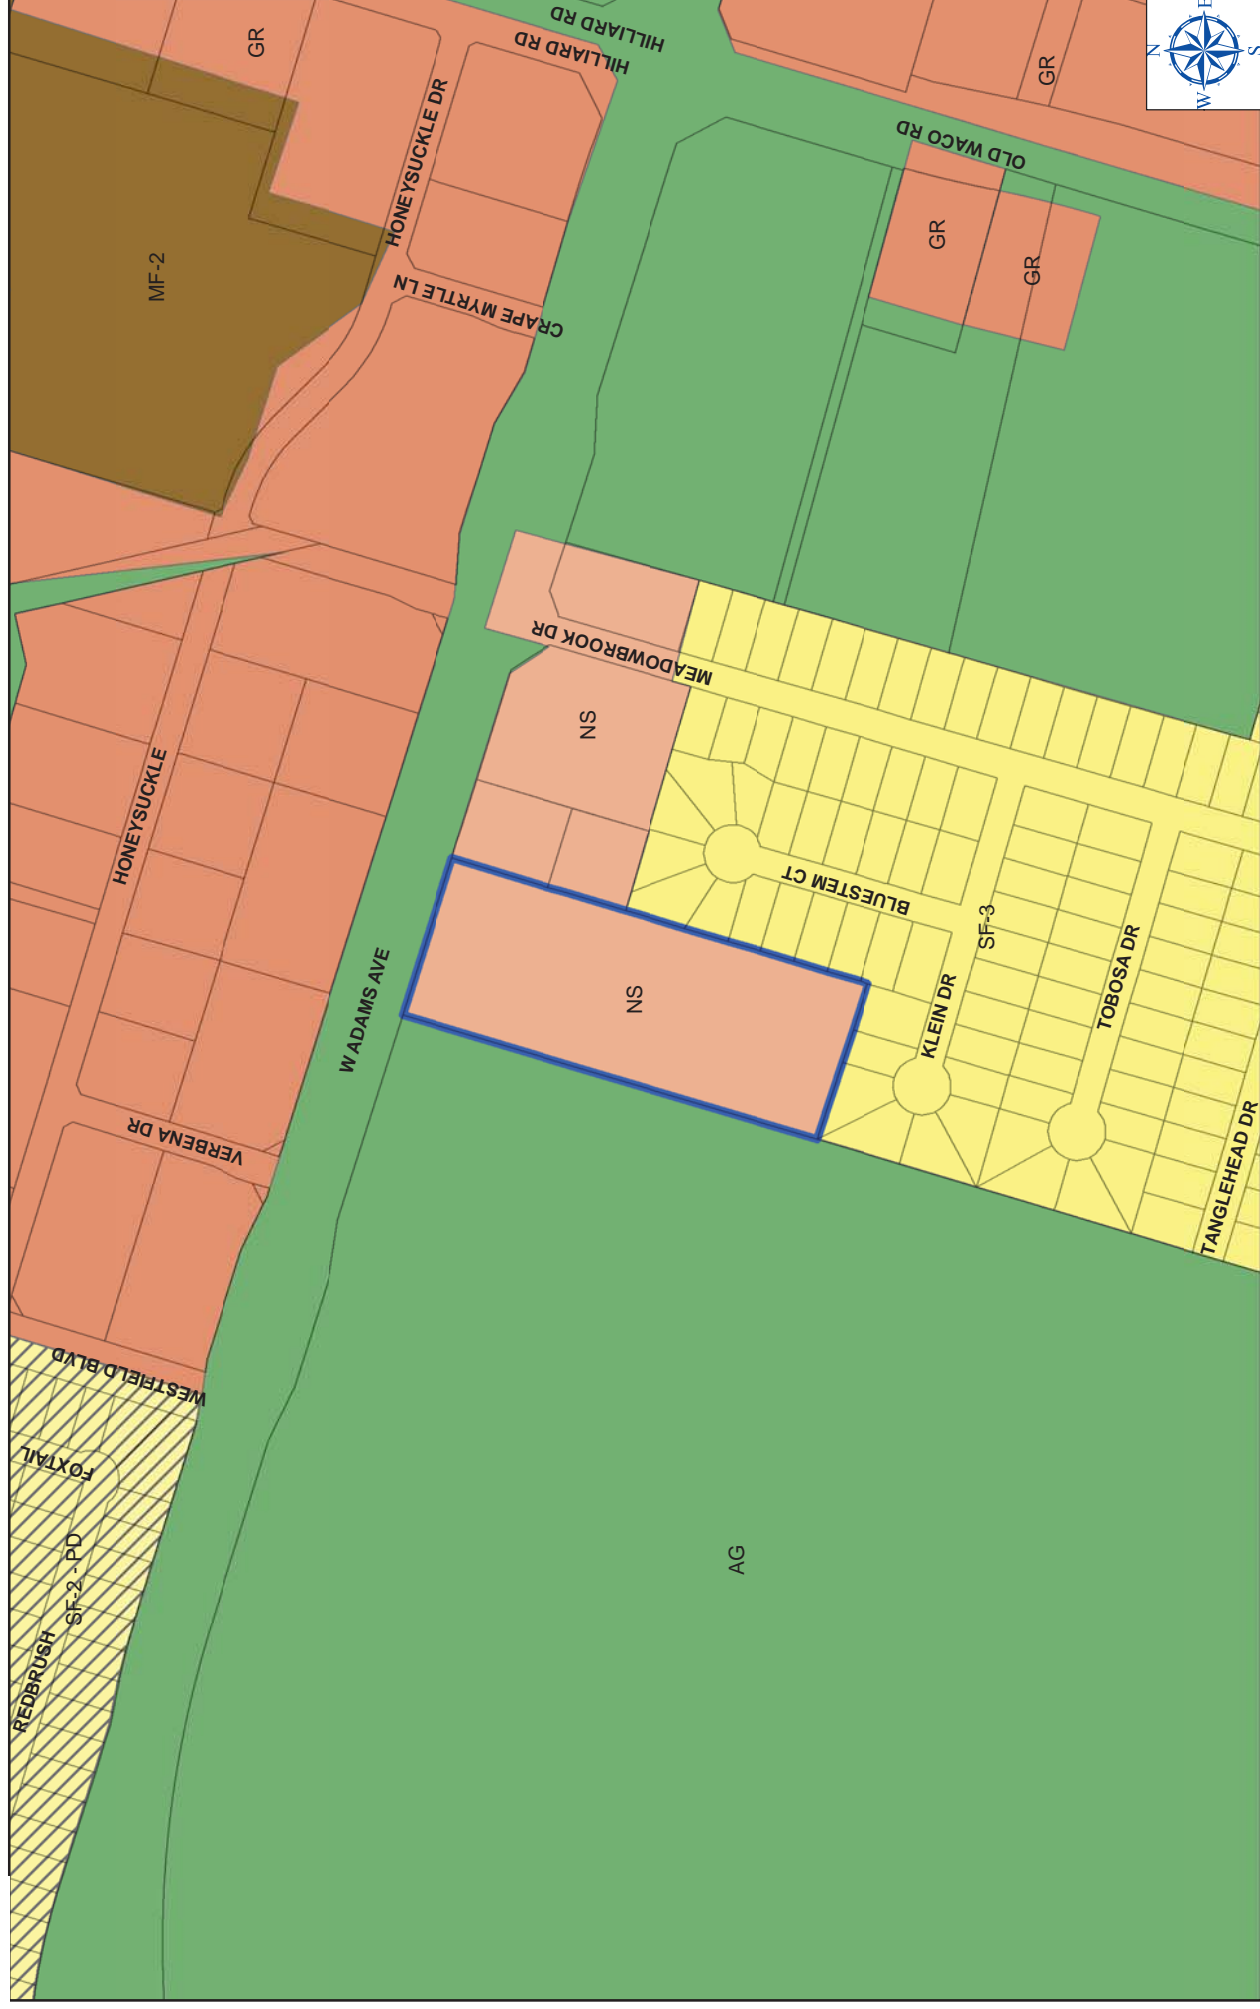 HILLIARD RD
HILLIARD RD
GR
GR
N
E
S
W
HONEYSUCKLE DR
OLD WACO RD
MF-2
GR
GR
CRAPE MYRTLE LN
MEADOWBROOK DR
NS
HONEYSUCKLE
BLUESTEM CT
SF-3
W ADAMS AVE
NS
KLEIN DR
TOBOSA DR
VERBENA DR
TANGLEHEAD DR
WESTFIELD BLVD
FOXTAIL
SF-2 - PD
REDBRUSH
AG